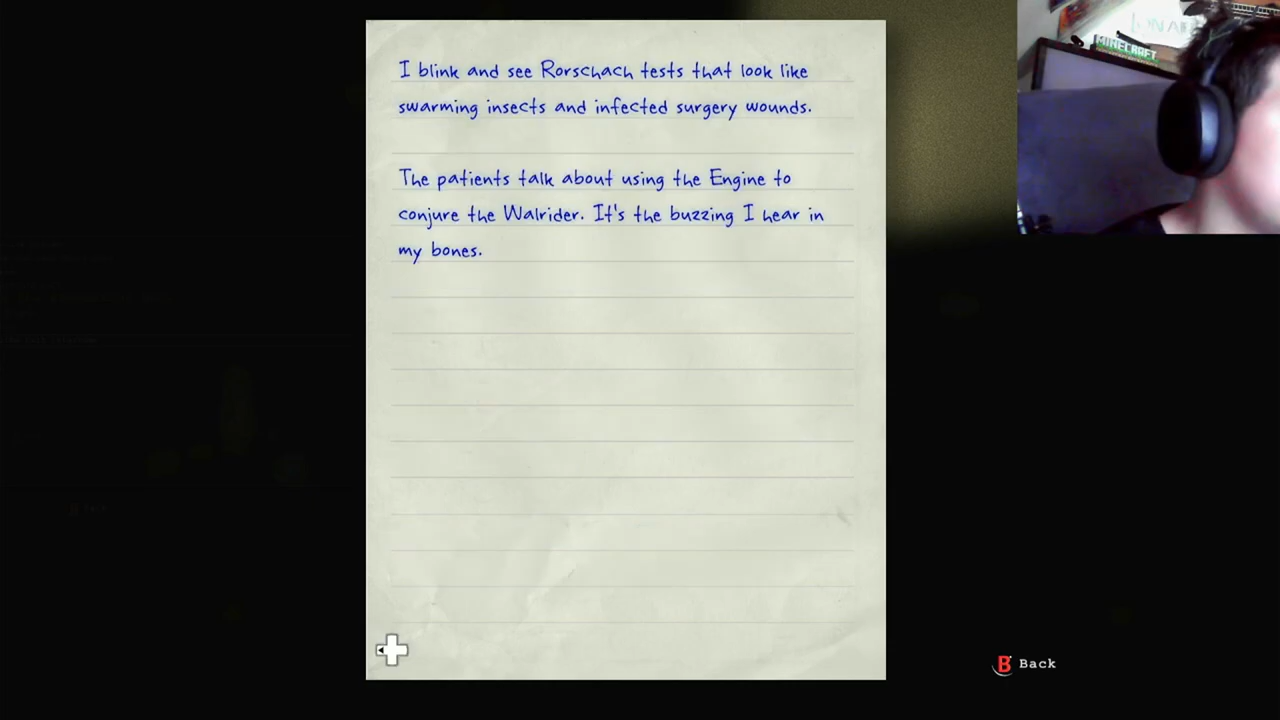 I blink and see Rorschach tests that look like
swarming insects and infected surgery wounds.
The patients talk about using the Engine to
conjure the Walrider. It's the buzzing I hear in
my bones.
MINECRAFT
B Back